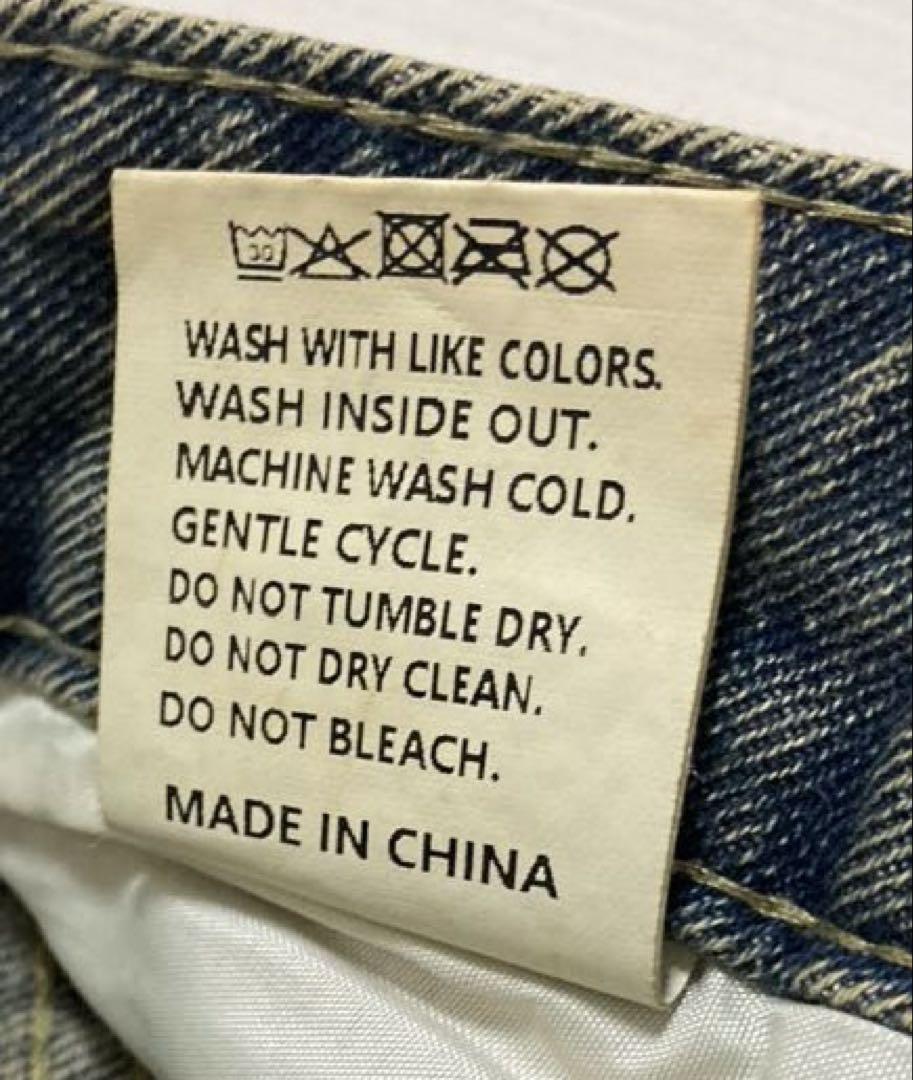 30
WASH WITH LIKE COLORS.
WASH INSIDE OUT.
MACHINE WASH COLD.
GENTLE CYCLE.
DO NOT TUMBLE DRY.
DO NOT DRY CLEAN.
DO NOT BLEACH.
MADE IN CHINA